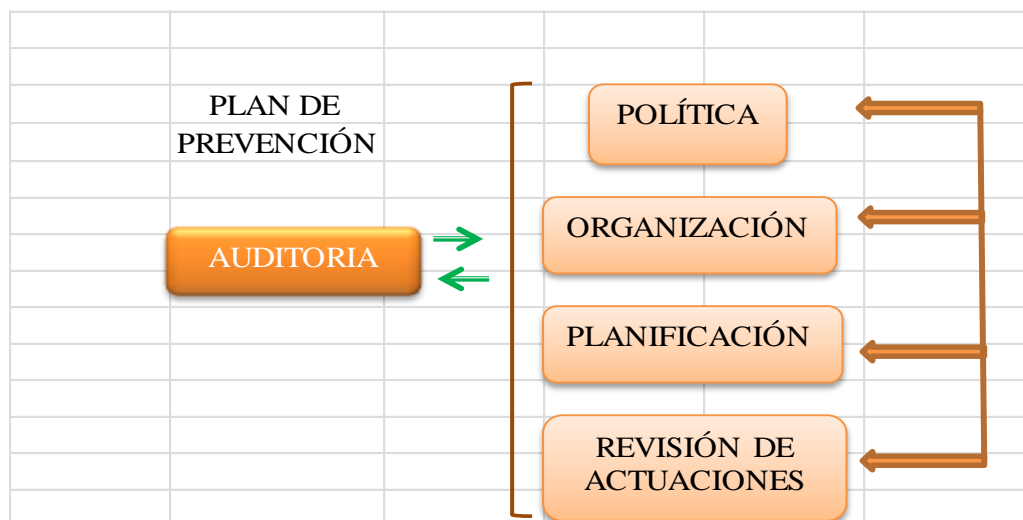 PLAN DE
PREVENCIÓN
AUDITORIA
POLÍTICA
ORGANIZACIÓN
PLANIFICACIÓN
REVISIÓN DE
ACTUACIONES